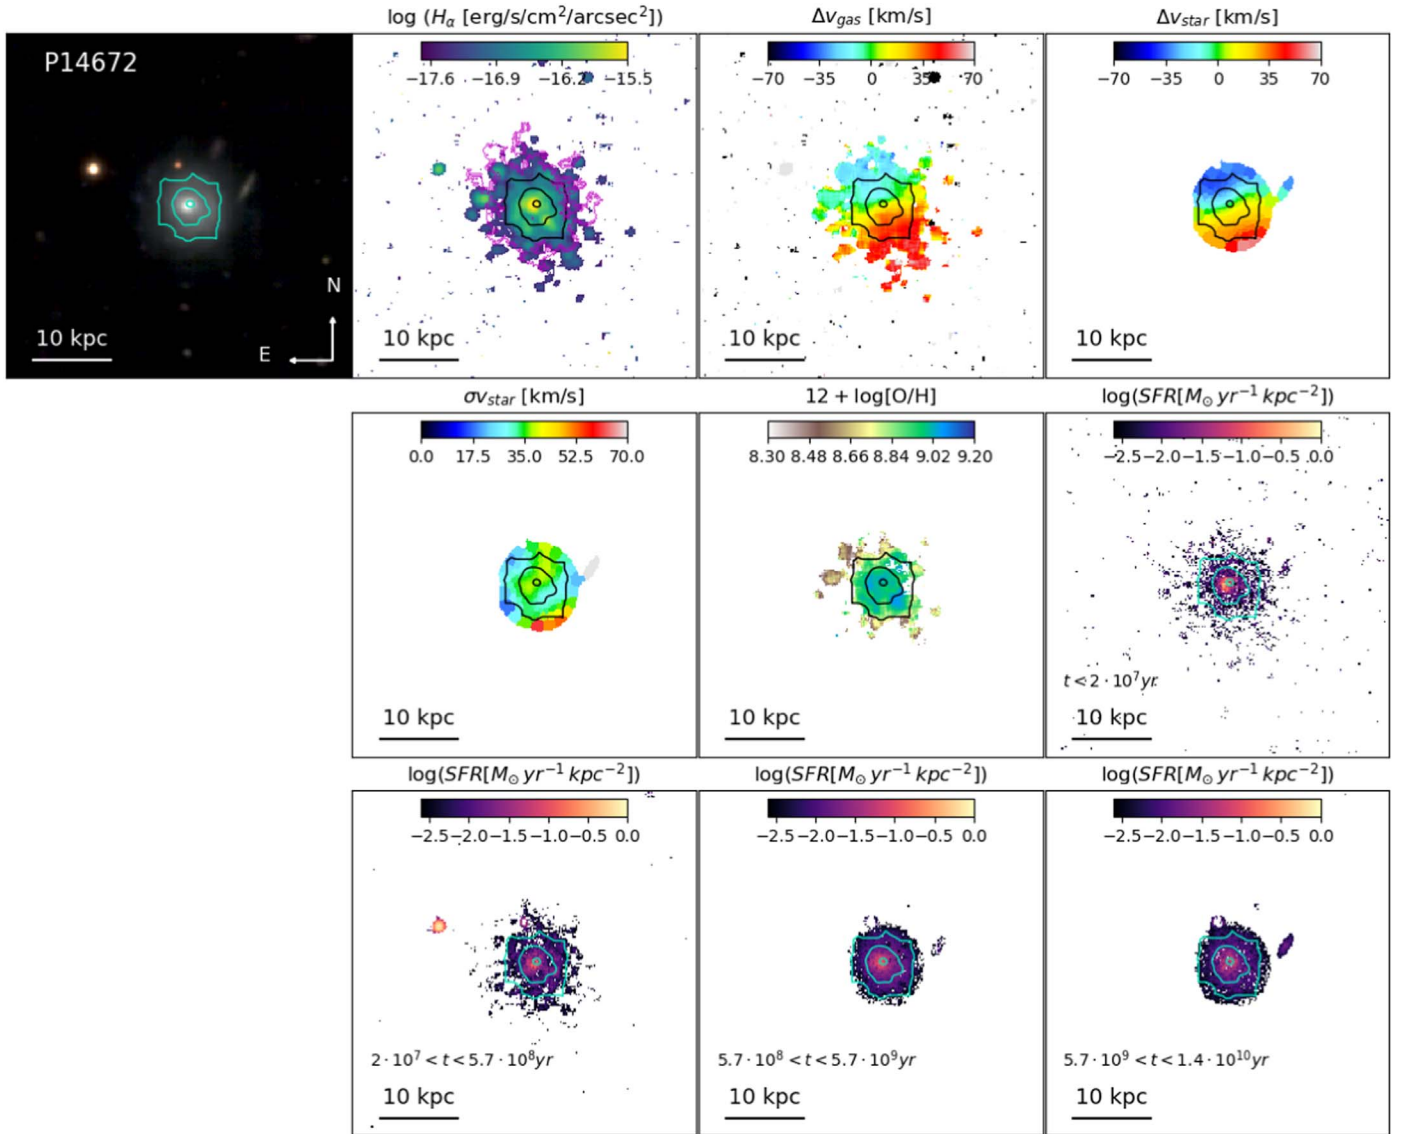 log (Hα [erg/s/cm²/arcsec²])
Δv_gas [km/s]
Δv_star [km/s]
P14672
−17.6 −16.9 −16.2 −15.5
−70 −35 0 35 70
−70 −35 0 35 70
N
E
10 kpc
10 kpc
10 kpc
10 kpc
σv_star [km/s]
12 + log[O/H]
log(SFR[M⊙ yr⁻¹ kpc⁻²])
0.0 17.5 35.0 52.5 70.0
8.30 8.48 8.66 8.84 9.02 9.20
−2.5 −2.0 −1.5 −1.0 −0.5 0.0
t < 2 · 10⁷yr
10 kpc
10 kpc
10 kpc
log(SFR[M⊙ yr⁻¹ kpc⁻²])
log(SFR[M⊙ yr⁻¹ kpc⁻²])
log(SFR[M⊙ yr⁻¹ kpc⁻²])
−2.5 −2.0 −1.5 −1.0 −0.5 0.0
−2.5 −2.0 −1.5 −1.0 −0.5 0.0
−2.5 −2.0 −1.5 −1.0 −0.5 0.0
2 · 10⁷ < t < 5.7 · 10⁸yr
5.7 · 10⁸ < t < 5.7 · 10⁹yr
5.7 · 10⁹ < t < 1.4 · 10¹⁰yr
10 kpc
10 kpc
10 kpc